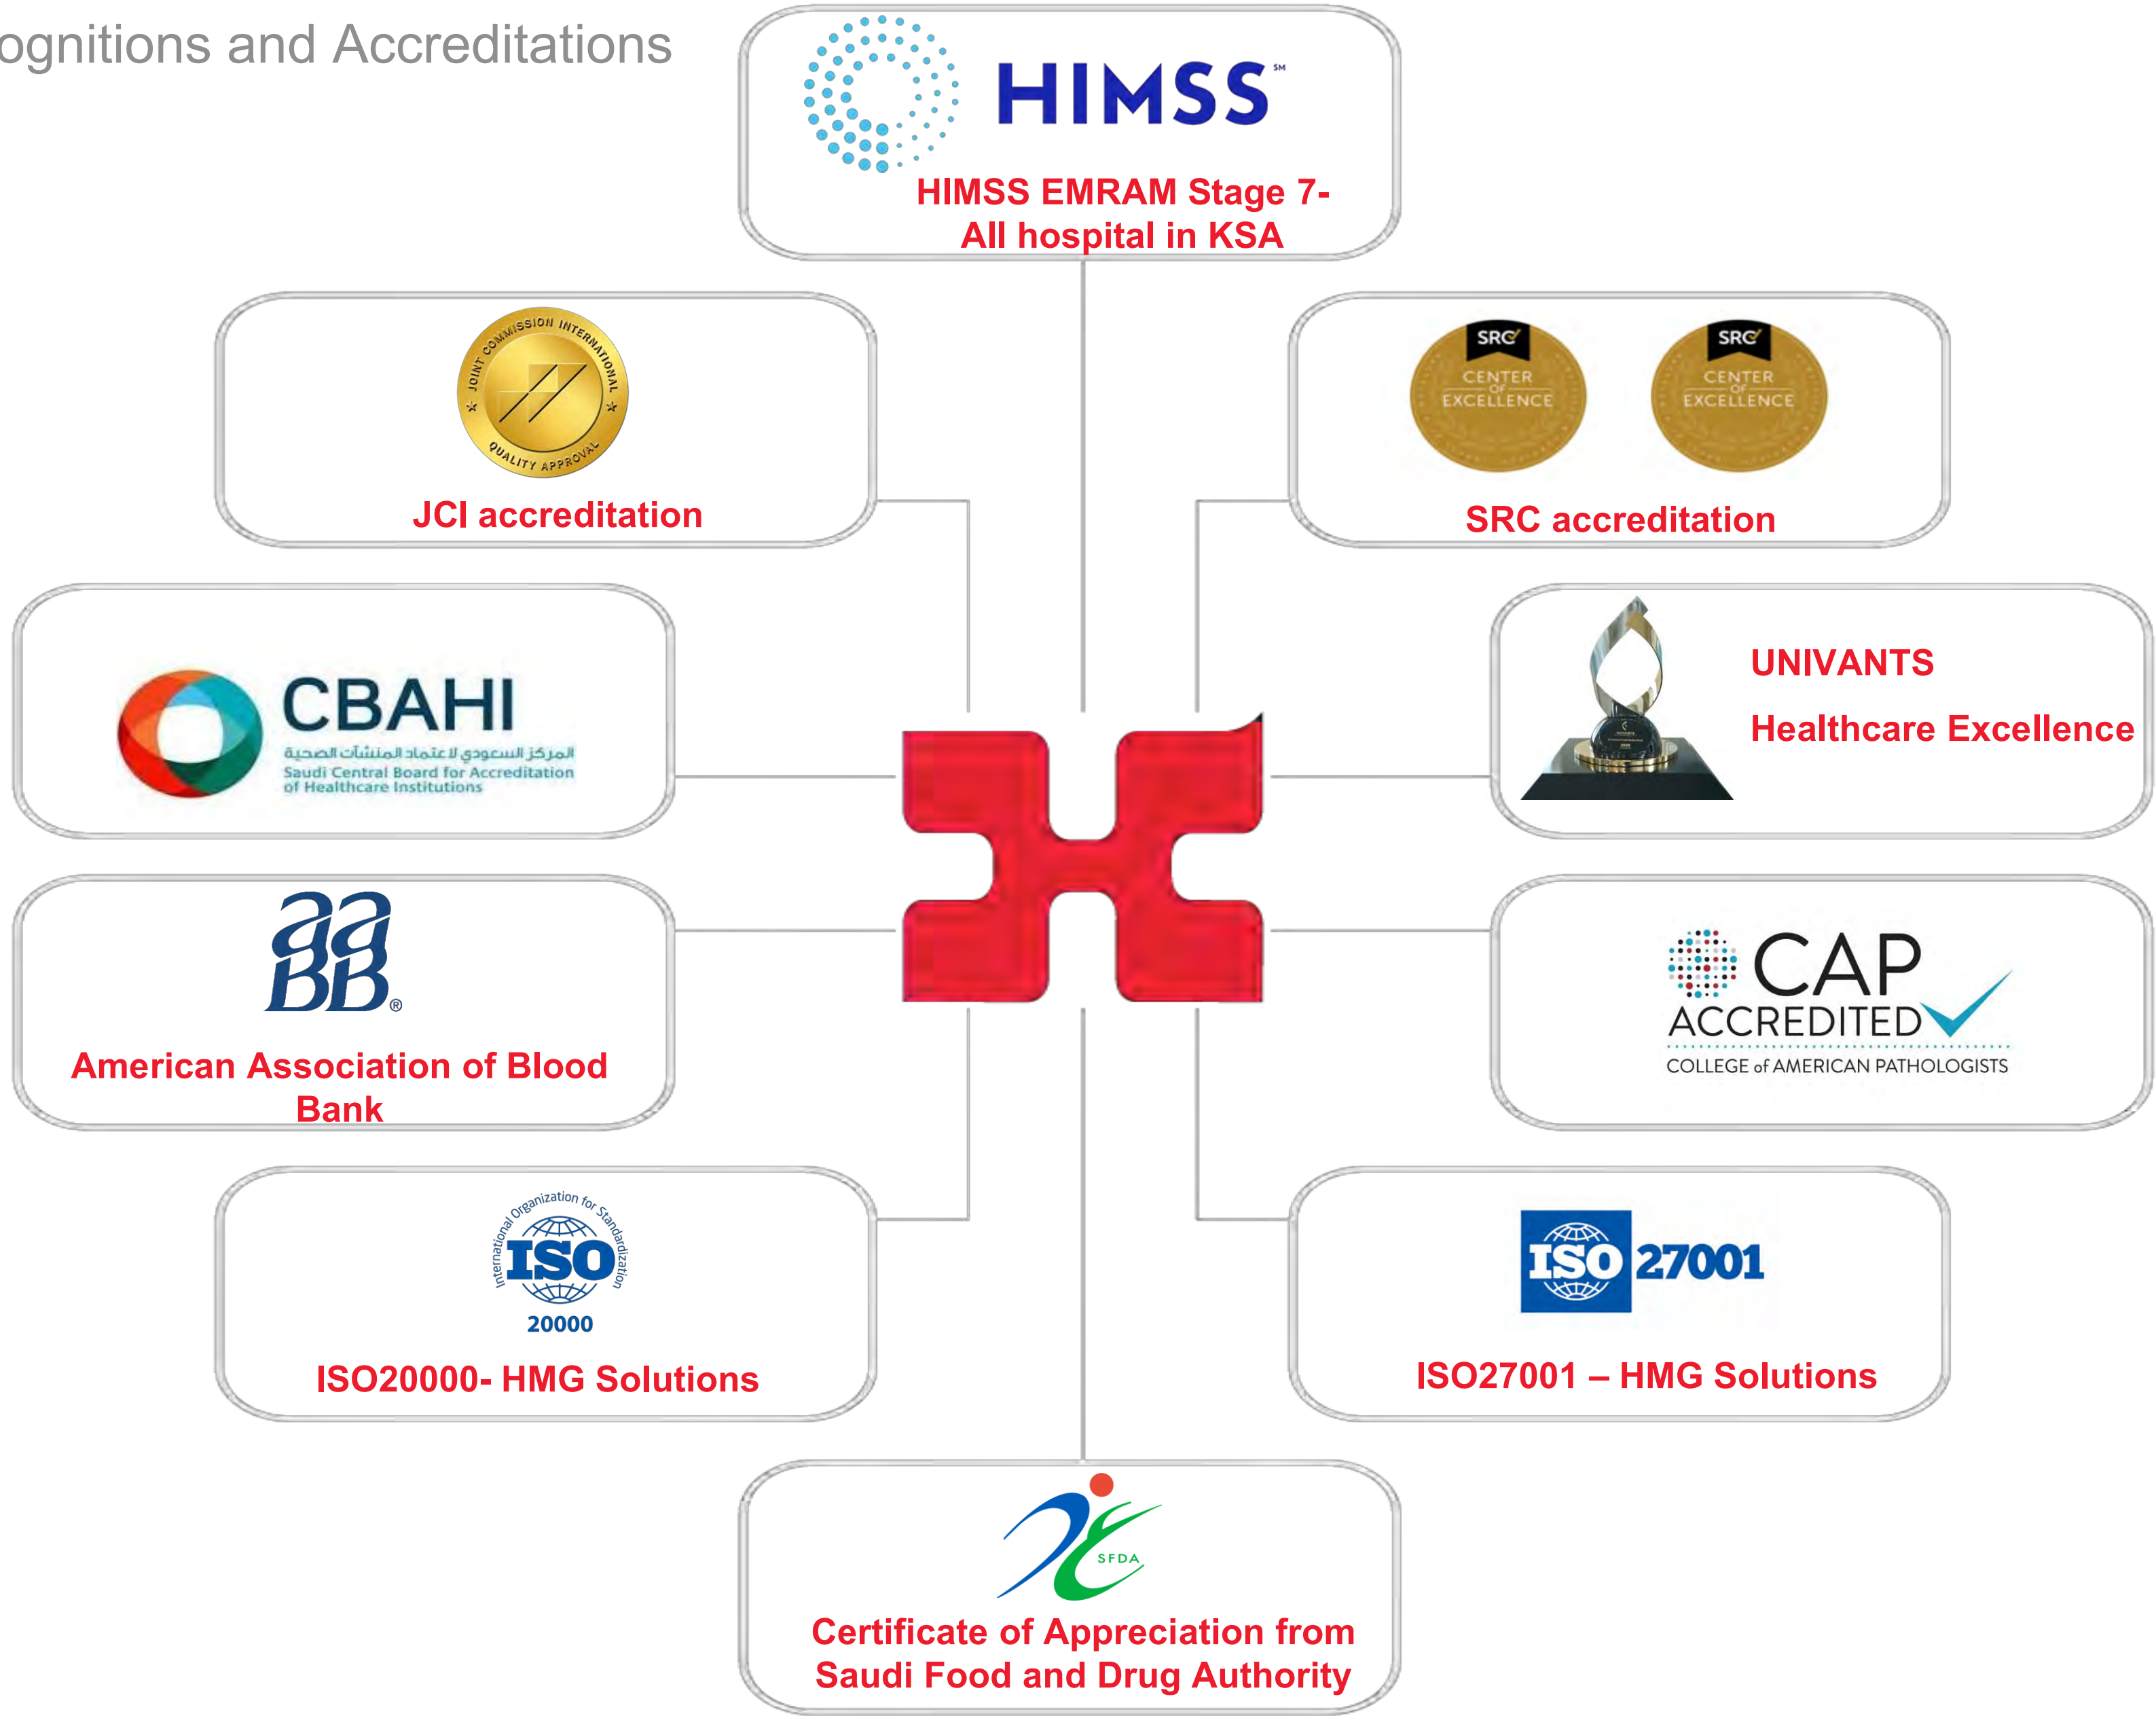 ognitions and Accreditations
HIMSS℠
HIMSS EMRAM Stage 7-
All hospital in KSA
JOINT COMMISSION INTERNATIONAL
QUALITY APPROVAL
JCI accreditation
SRC
CENTER
OF
EXCELLENCE
SRC
CENTER
OF
EXCELLENCE
SRC accreditation
CBAHI
المركز السعودي لاعتماد المنشآت الصحية
Saudi Central Board for Accreditation
of Healthcare Institutions
UNIVANTS
Healthcare Excellence
aaBB®
American Association of Blood
Bank
CAP
ACCREDITED
COLLEGE of AMERICAN PATHOLOGISTS
International Organization for Standardization
ISO
20000
ISO20000- HMG Solutions
ISO 27001
ISO27001 – HMG Solutions
SFDA
Certificate of Appreciation from
Saudi Food and Drug Authority